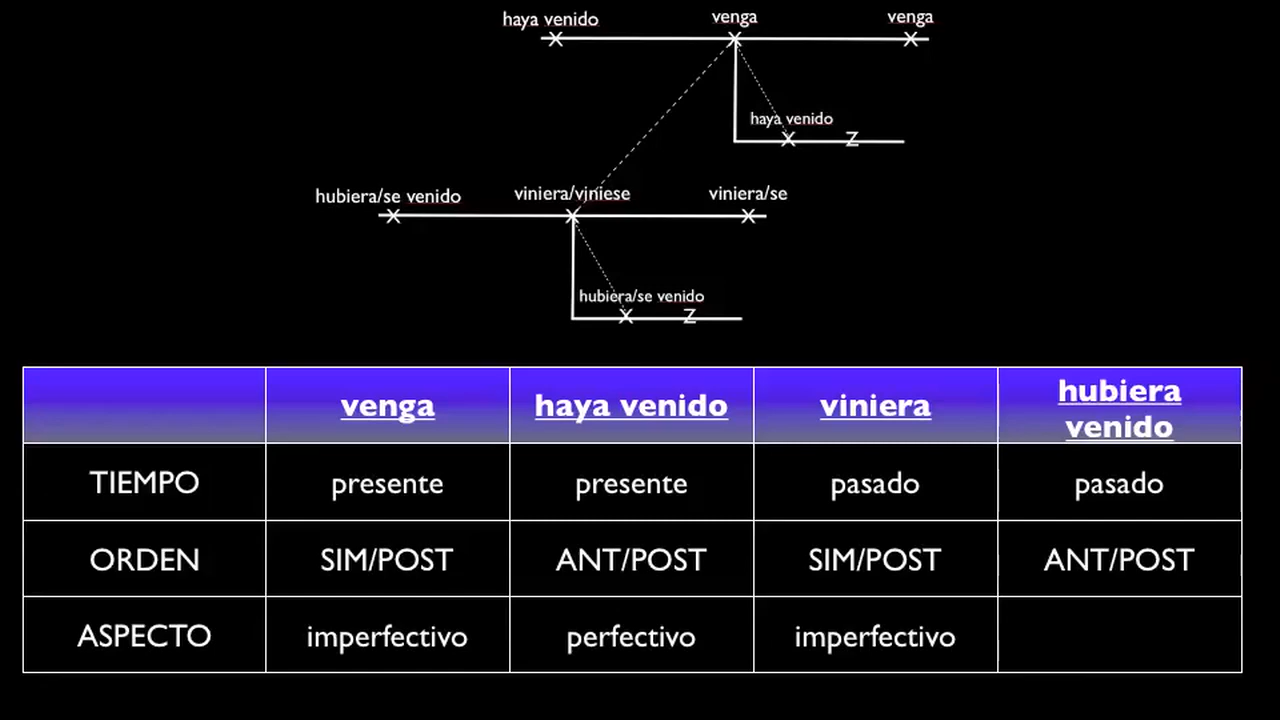 haya venido venga venga
X X X
haya venido
X Z
hubiera/se venido viniera/viniese viniera/se
X X X
hubiera/se venido
X Z
venga haya venido viniera hubiera venido
TIEMPO presente presente pasado pasado
ORDEN SIM/POST ANT/POST SIM/POST ANT/POST
ASPECTO imperfectivo perfectivo imperfectivo